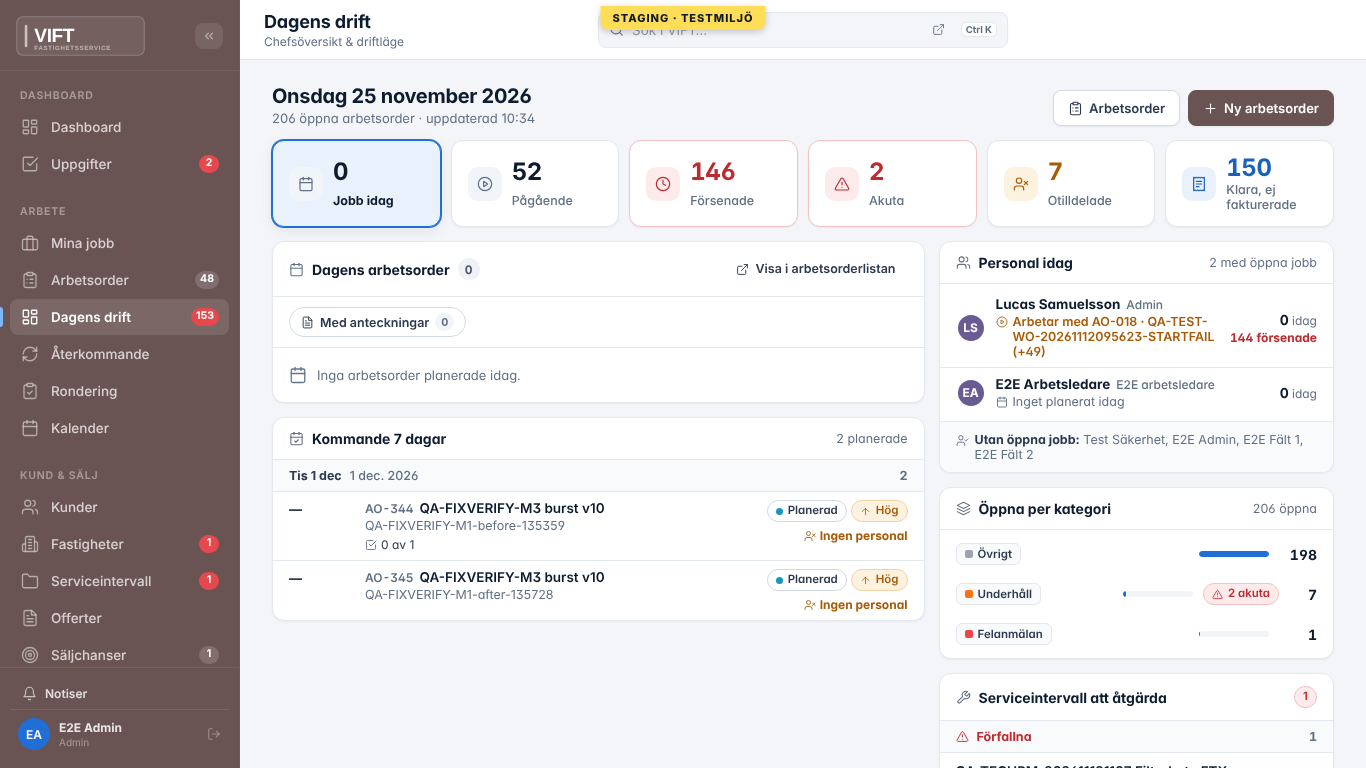 VIFT
FASTIGHETSSERVICE
DASHBOARD
Dashboard
Uppgifter 2
ARBETE
Mina jobb
Arbetsorder 48
Dagens drift 153
Återkommande
Rondering
Kalender
KUND & SÄLJ
Kunder
Fastigheter 1
Serviceintervall 1
Offerter
Säljchanser 1
Notiser
EA
E2E Admin
Admin
Dagens drift
Chefsöversikt & driftläge
STAGING · TESTMILJÖ
Sök i VIFT...
Ctrl K
Onsdag 25 november 2026
206 öppna arbetsorder · uppdaterad 10:34
Arbetsorder
Ny arbetsorder
0
Jobb idag
52
Pågående
146
Försenade
2
Akuta
7
Otilldelade
150
Klara, ej
fakturerade
Dagens arbetsorder 0
Visa i arbetsorderlistan
Med anteckningar 0
Inga arbetsorder planerade idag.
Kommande 7 dagar
2 planerade
Tis 1 dec 1 dec. 2026 2
— AO-344 QA-FIXVERIFY-M3 burst v10
QA-FIXVERIFY-M1-before-135359
0 av 1
Planerad Hög
Ingen personal
— AO-345 QA-FIXVERIFY-M3 burst v10
QA-FIXVERIFY-M1-after-135728
Planerad Hög
Ingen personal
Personal idag
2 med öppna jobb
LS
Lucas Samuelsson Admin
Arbetar med AO-018 · QA-TEST-
WO-20261112095623-STARTFAIL
(+49)
0 idag
144 försenade
EA
E2E Arbetsledare E2E arbetsledare
Inget planerat idag
0 idag
Utan öppna jobb: Test Säkerhet, E2E Admin, E2E Fält 1,
E2E Fält 2
Öppna per kategori
206 öppna
Övrigt 198
Underhåll 2 akuta 7
Felanmälan 1
Serviceintervall att åtgärda 1
Förfallna 1